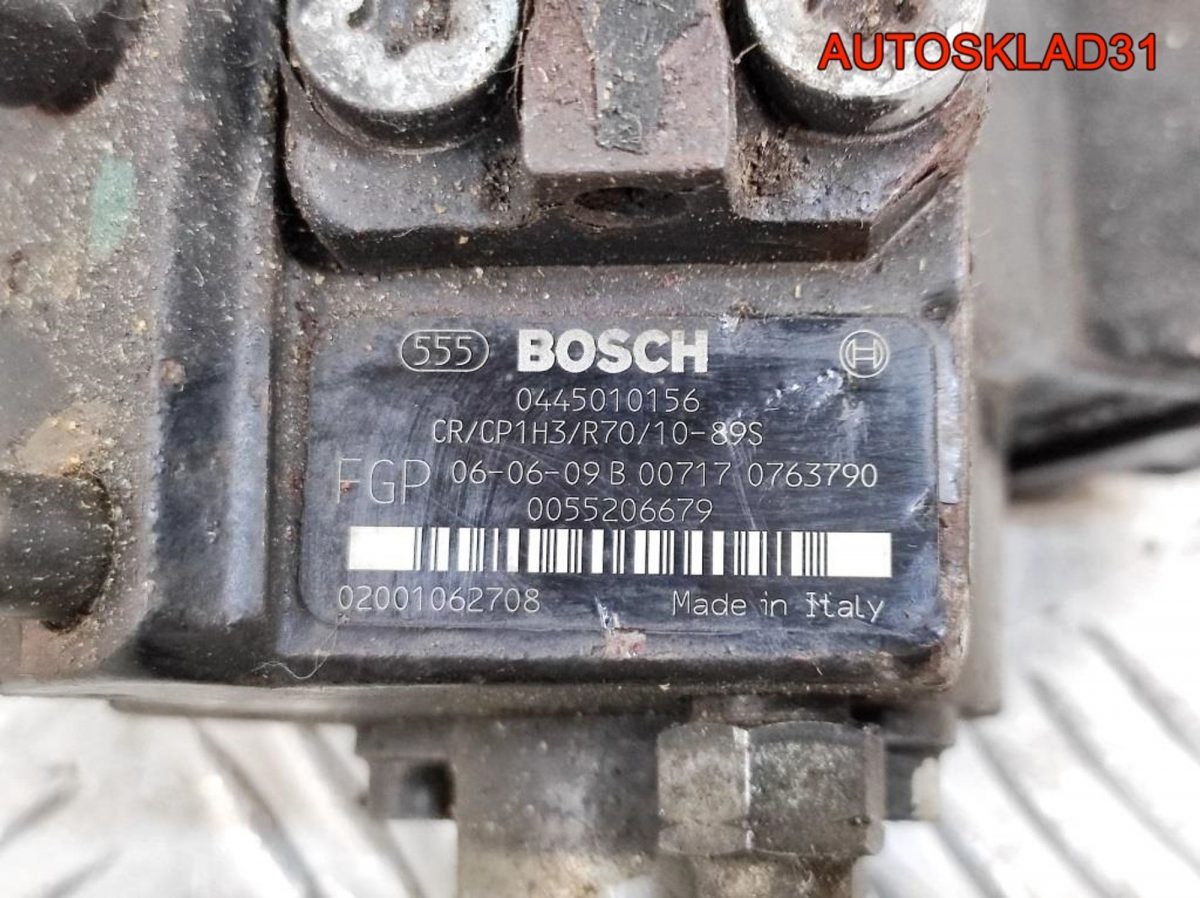 AUTOSKLAD31
555 BOSCH
0445010156
CR/CP1H3/R70/10-89S
FGP 06-06-09 B 00717 0763790
0055206679
02001062708 Made in Italy